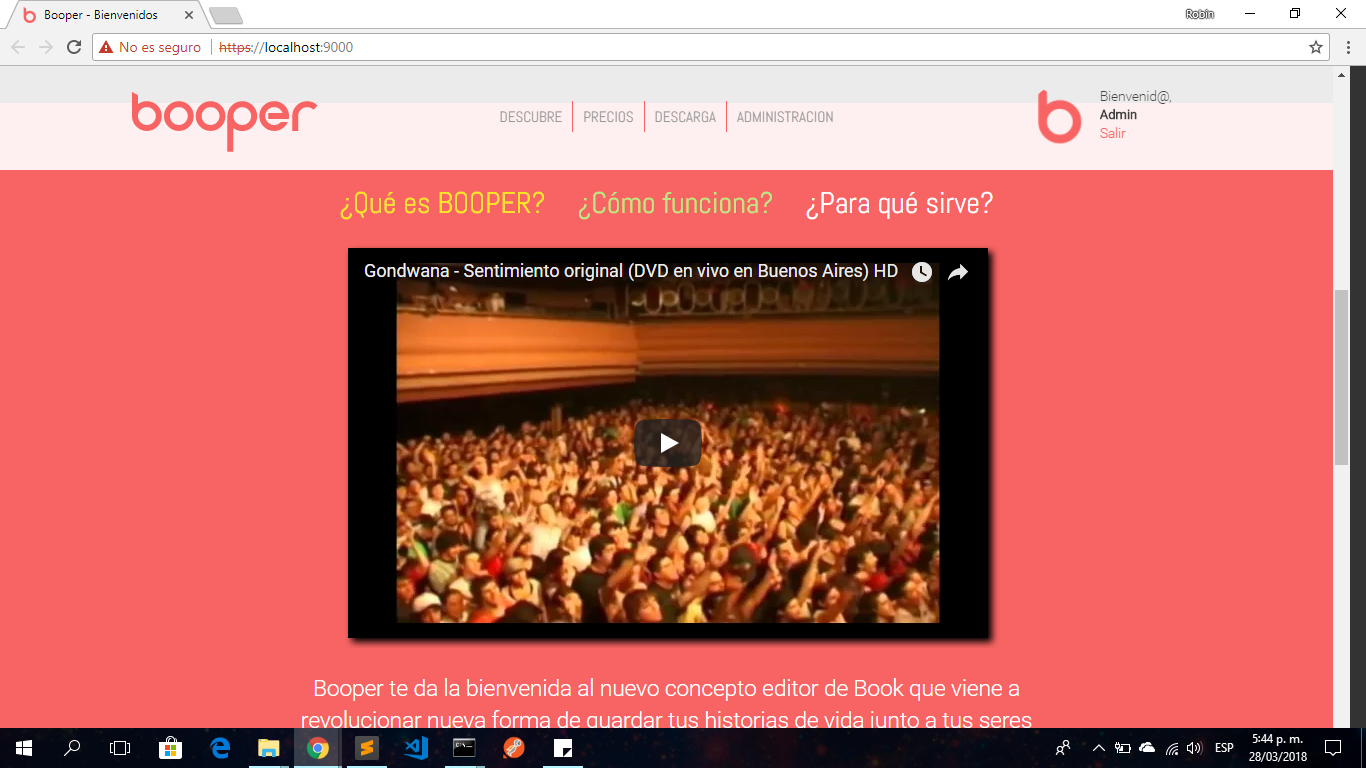 Booper - Bienvenidos
Robin
No es seguro
https://localhost:9000
booper
DESCUBRE
PRECIOS
DESCARGA
ADMINISTRACION
Bienvenid@,
Admin
Salir
¿Qué es BOOPER?
¿Cómo funciona?
¿Para qué sirve?
Gondwana - Sentimiento original (DVD en vivo en Buenos Aires) HD
Booper te da la bienvenida al nuevo concepto editor de Book que viene a
revolucionar nueva forma de guardar tus historias de vida junto a tus seres
ESP
5:44 p. m.
28/03/2018